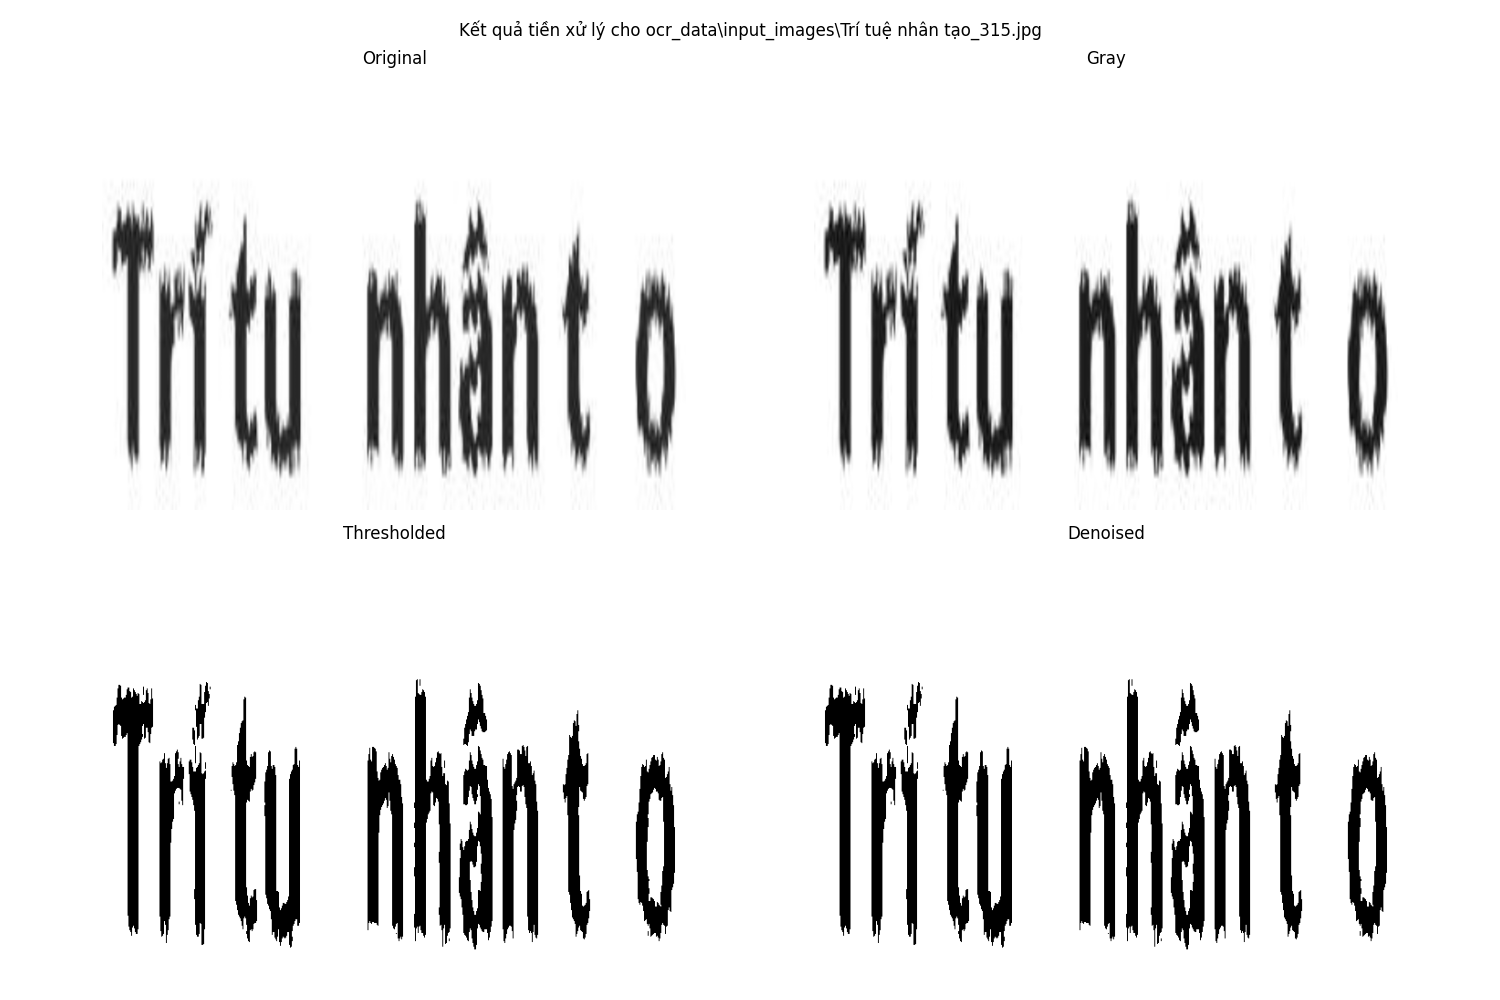 Kết quả tiền xử lý cho ocr_data\input_images\Trí tuệ nhân tạo_315.jpg
Original
Gray
Trí tu nhân t o
Trí tu nhân t o
Thresholded
Denoised
Trí tu nhân t o
Trí tu nhân t o